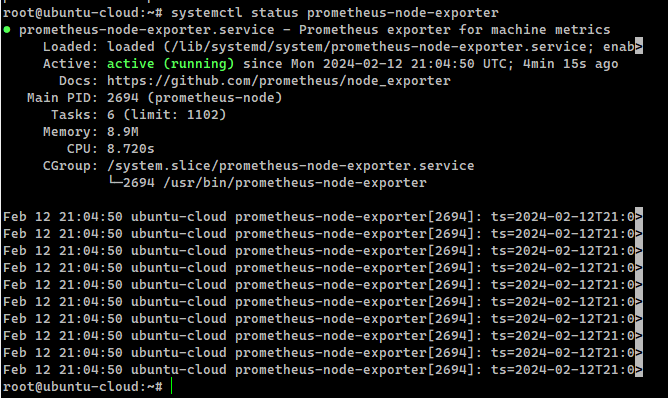 root@ubuntu-cloud:~# systemctl status prometheus-node-exporter
● prometheus-node-exporter.service - Prometheus exporter for machine metrics
     Loaded: loaded (/lib/systemd/system/prometheus-node-exporter.service; enab>
     Active: active (running) since Mon 2024-02-12 21:04:50 UTC; 4min 15s ago
       Docs: https://github.com/prometheus/node_exporter
   Main PID: 2694 (prometheus-node)
      Tasks: 6 (limit: 1102)
     Memory: 8.9M
        CPU: 8.720s
     CGroup: /system.slice/prometheus-node-exporter.service
             └─2694 /usr/bin/prometheus-node-exporter

Feb 12 21:04:50 ubuntu-cloud prometheus-node-exporter[2694]: ts=2024-02-12T21:0>
Feb 12 21:04:50 ubuntu-cloud prometheus-node-exporter[2694]: ts=2024-02-12T21:0>
Feb 12 21:04:50 ubuntu-cloud prometheus-node-exporter[2694]: ts=2024-02-12T21:0>
Feb 12 21:04:50 ubuntu-cloud prometheus-node-exporter[2694]: ts=2024-02-12T21:0>
Feb 12 21:04:50 ubuntu-cloud prometheus-node-exporter[2694]: ts=2024-02-12T21:0>
Feb 12 21:04:50 ubuntu-cloud prometheus-node-exporter[2694]: ts=2024-02-12T21:0>
Feb 12 21:04:50 ubuntu-cloud prometheus-node-exporter[2694]: ts=2024-02-12T21:0>
Feb 12 21:04:50 ubuntu-cloud prometheus-node-exporter[2694]: ts=2024-02-12T21:0>
Feb 12 21:04:50 ubuntu-cloud prometheus-node-exporter[2694]: ts=2024-02-12T21:0>
Feb 12 21:04:50 ubuntu-cloud prometheus-node-exporter[2694]: ts=2024-02-12T21:0>
root@ubuntu-cloud:~#